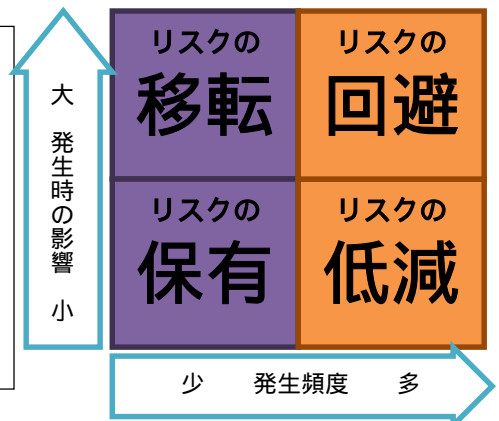 リスクの
移転
リスクの
回避
リスクの
保有
リスクの
低減
大 発生時の影響 小
少 発生頻度 多